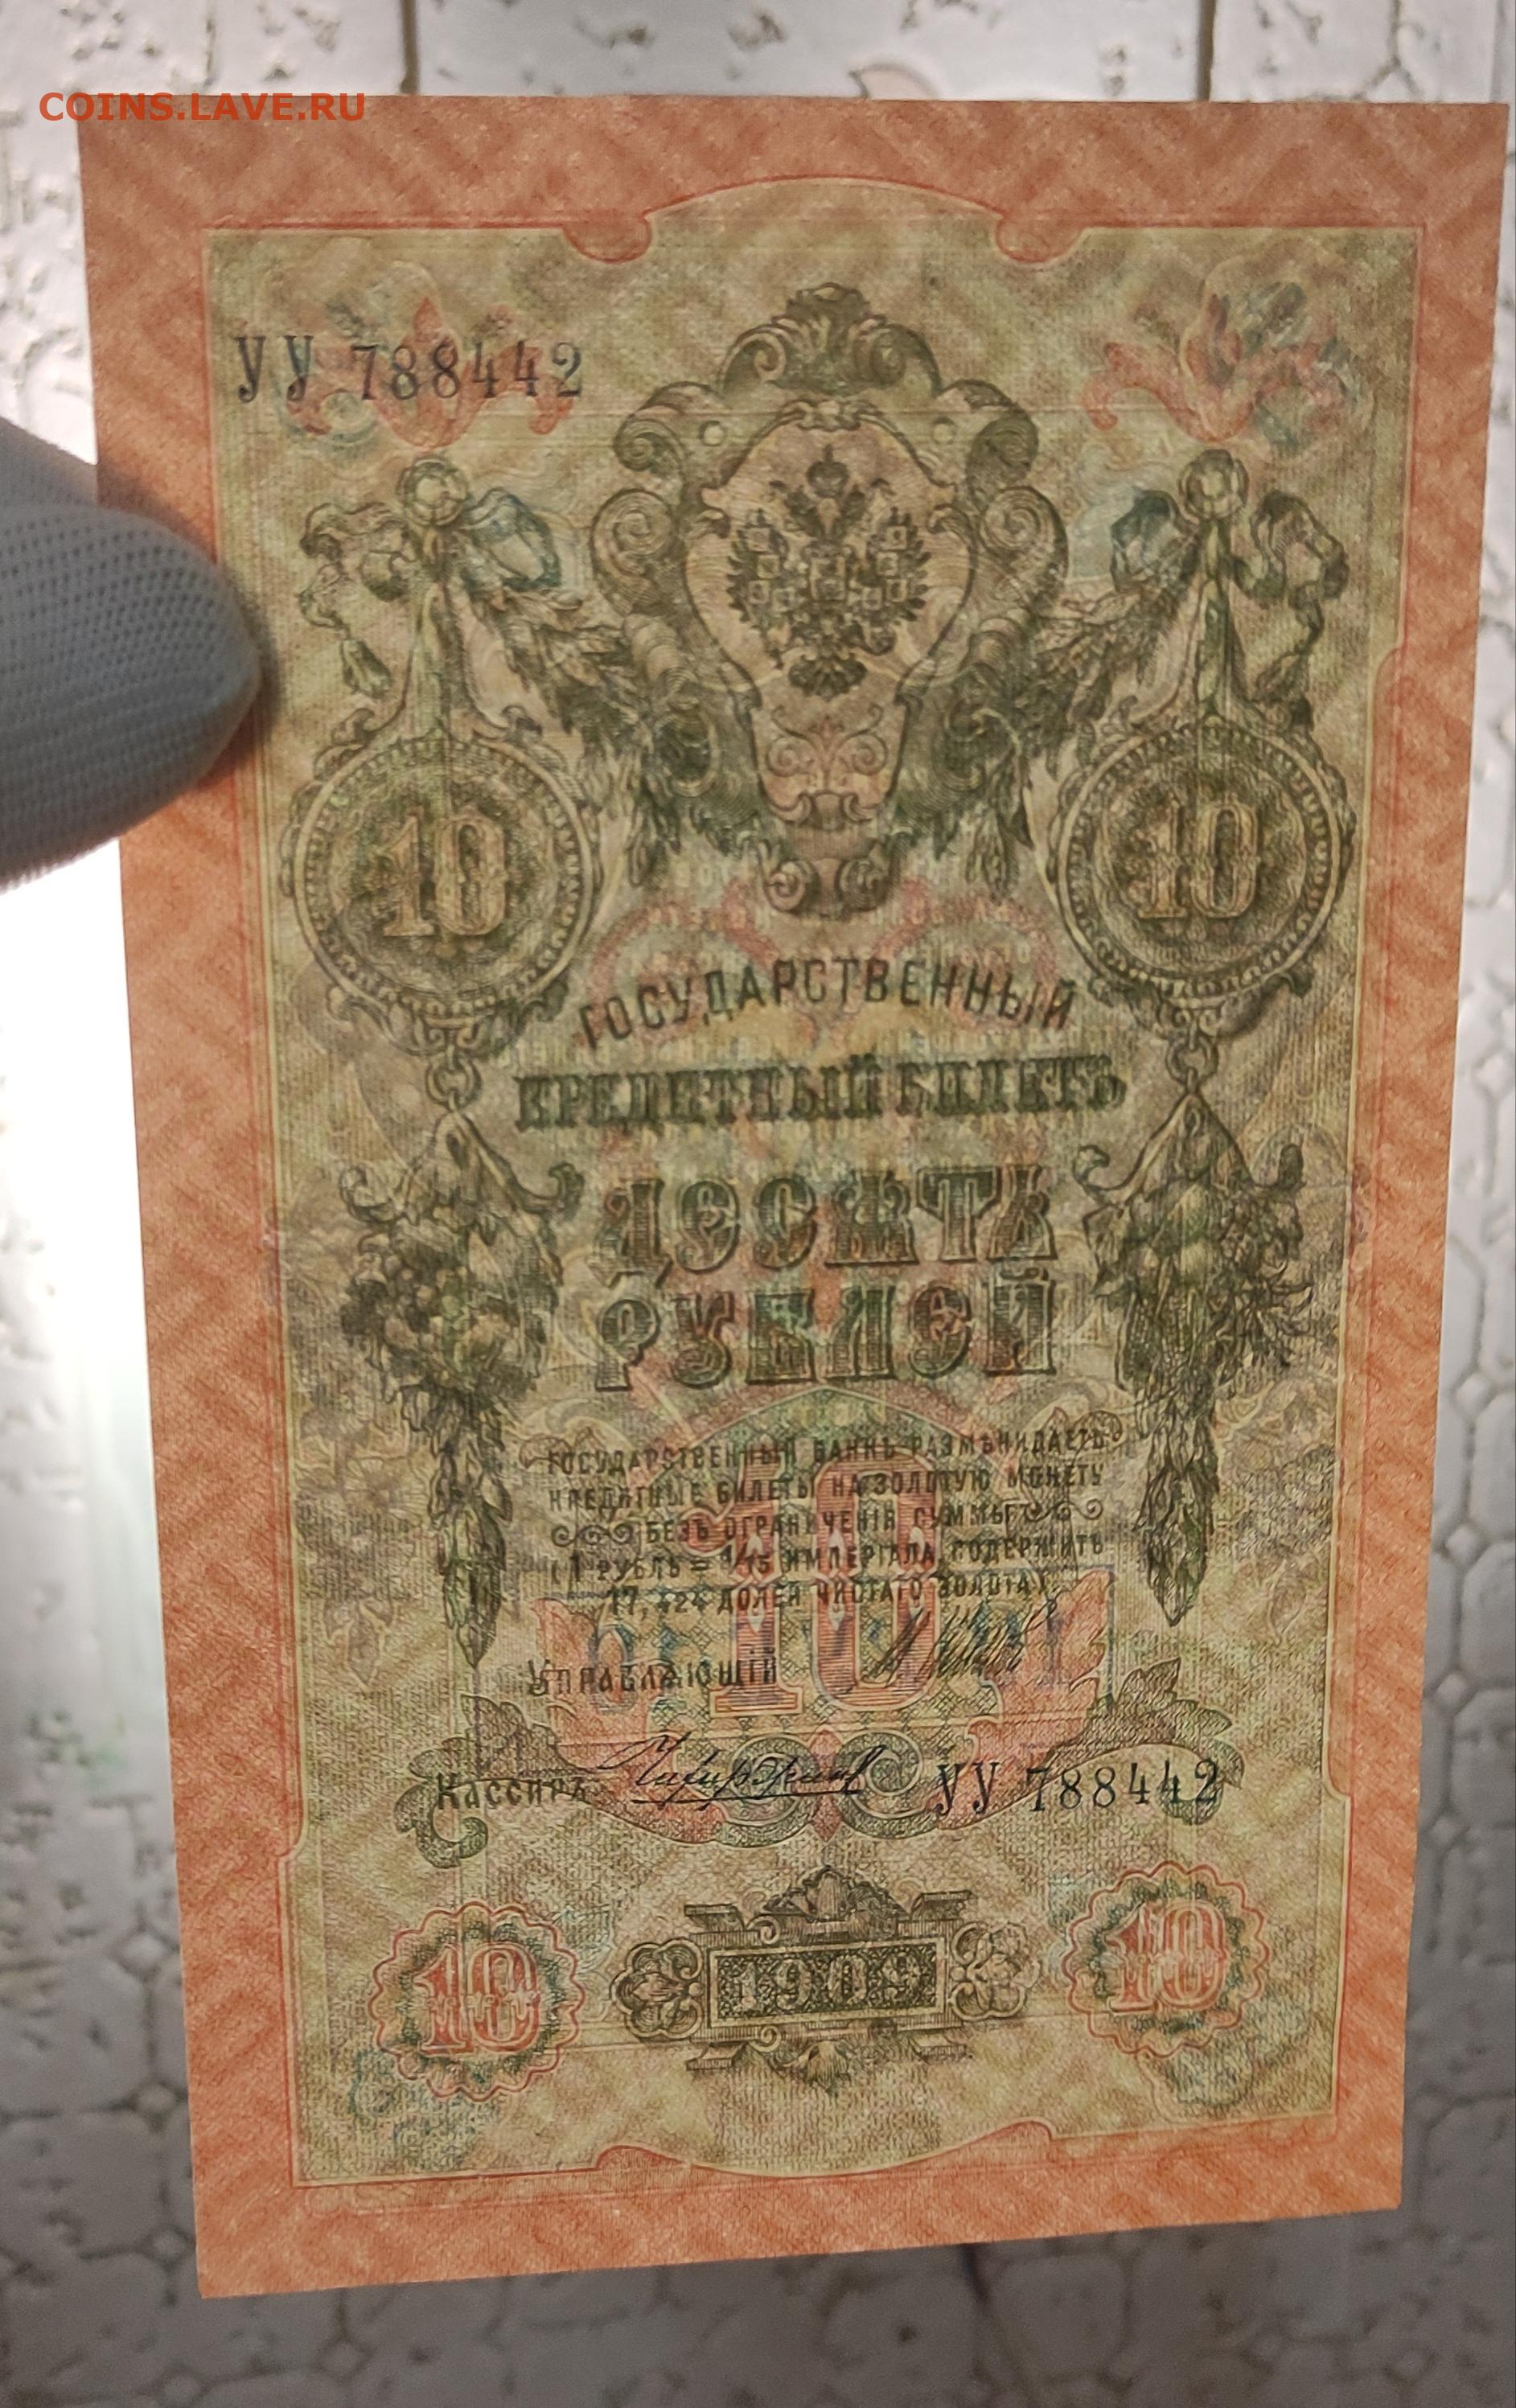 COINS.LAVE.RU
УУ 788442
10 10
ГОСУДАРСТВЕННЫЙ
КРЕДИТНЫЙ БИЛЕТЪ
ДЕСЯТЬ
РУБЛЕЙ
ГОСУДАРСТВЕННЫЙ БАНКЪ РАЗМѢНИВАЕТЪ
КРЕДИТНЫЕ БИЛЕТЫ НА ЗОЛОТУЮ МОНЕТУ
БЕЗЪ ОГРАНИЧЕНІЯ СУММЫ
(1 РУБЛЬ = 1/15 ИМПЕРІАЛА, СОДЕРЖИТЪ
17,424 ДОЛЕЙ ЧИСТАГО ЗОЛОТА).
10
Управляющій
Кассиръ
УУ 788442
10 1909 10